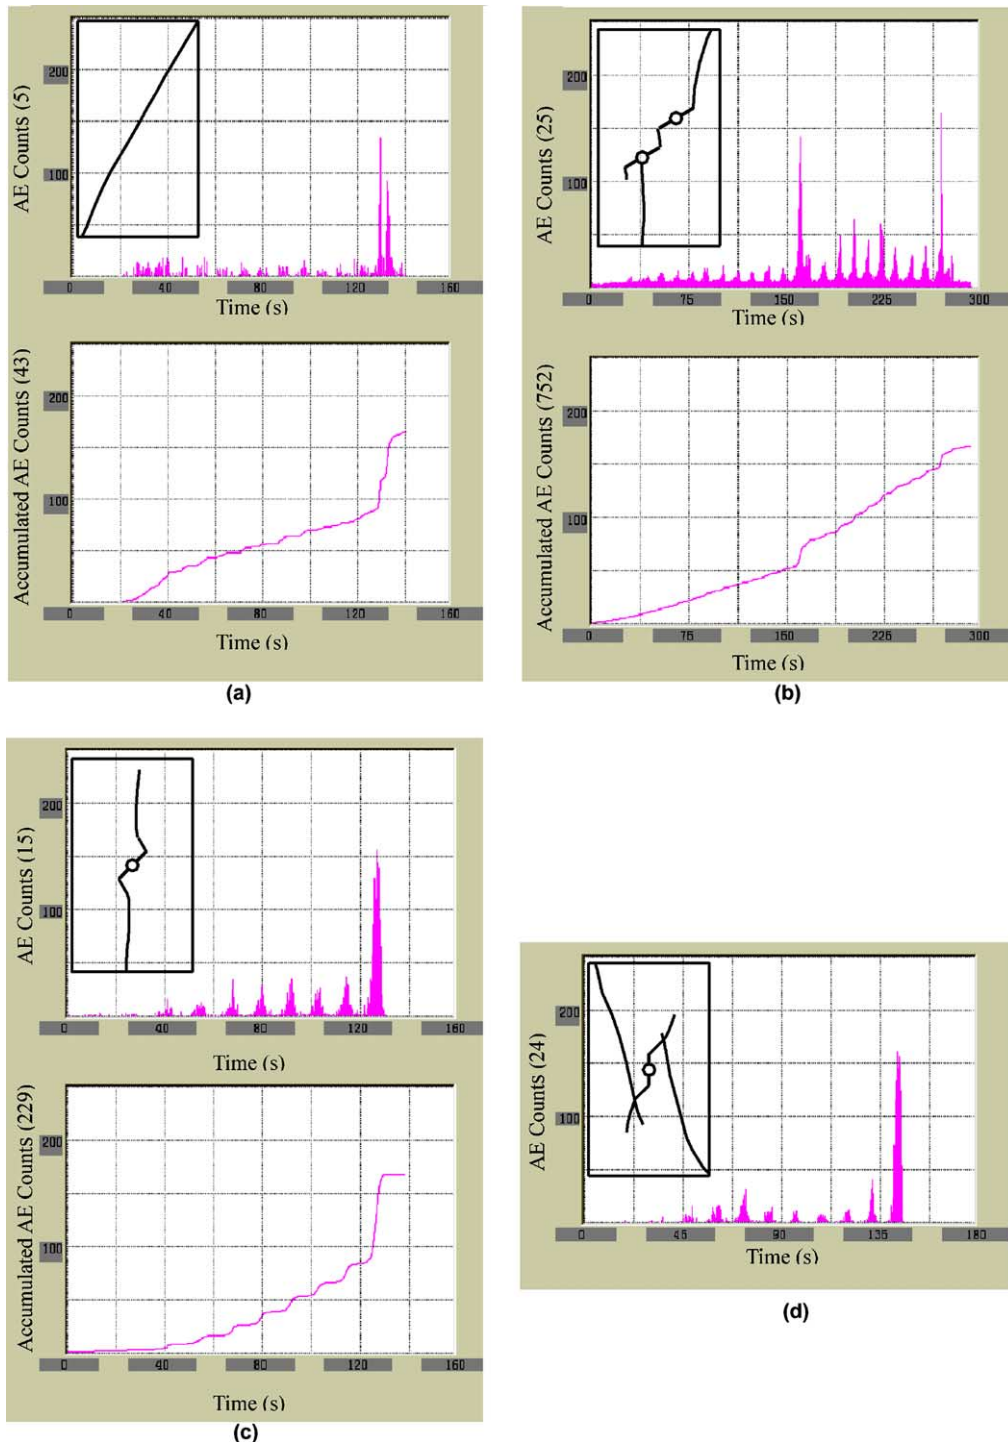 AE Counts (5)
200
100
0 40 80 120 160
Time (s)
Accumulated AE Counts (43)
200
100
0 40 80 120 160
Time (s)
(a)
AE Counts (25)
200
100
0 75 150 225 300
Time (s)
Accumulated AE Counts (752)
200
100
0 75 150 225 300
Time (s)
(b)
AE Counts (15)
200
100
0 40 80 120 160
Time (s)
Accumulated AE Counts (229)
200
100
0 40 80 120 160
Time (s)
(c)
AE Counts (24)
200
100
0 45 90 135 180
Time (s)
(d)